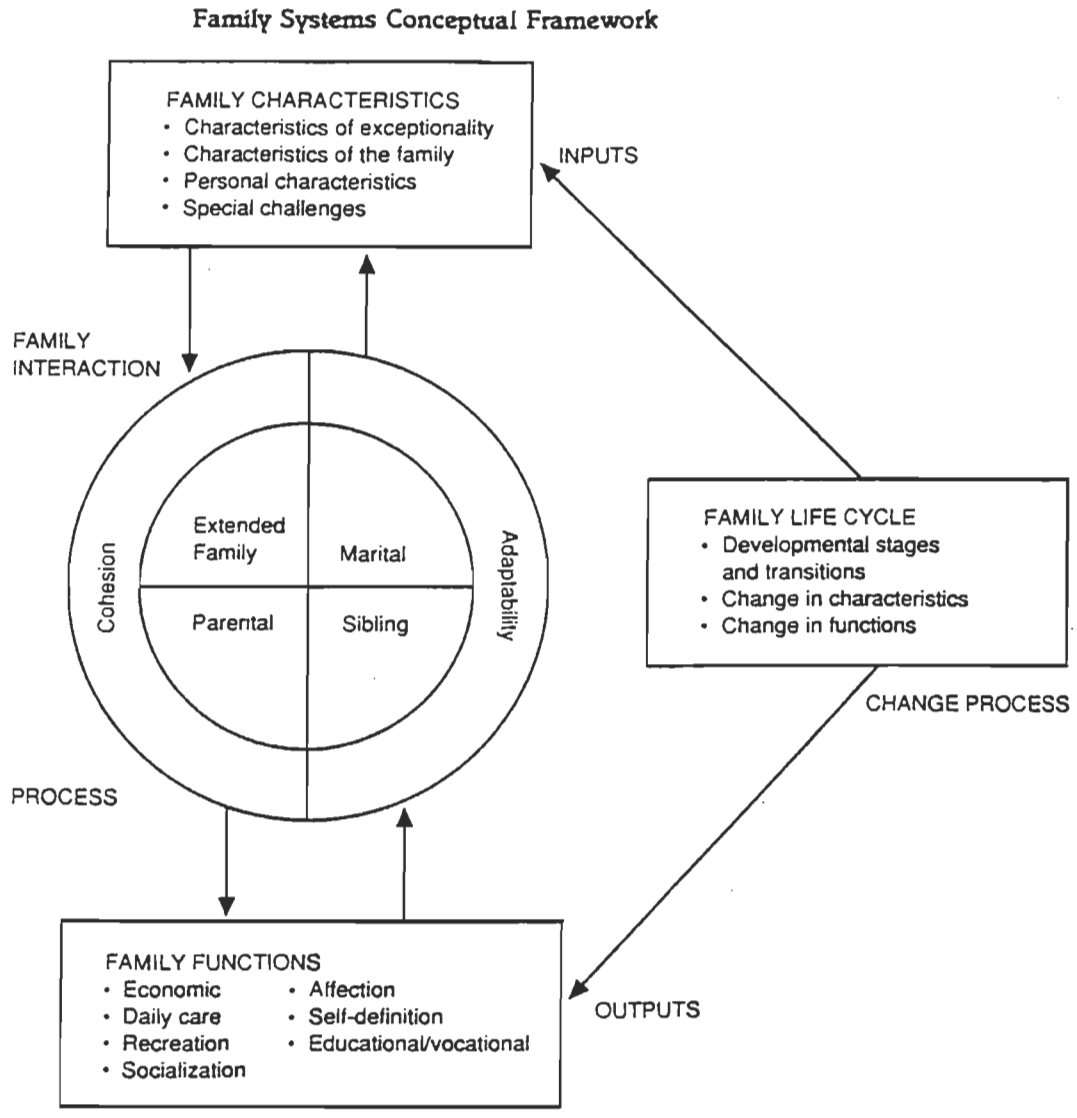 Family Systems Conceptual Framework
FAMILY CHARACTERISTICS
• Characteristics of exceptionality
• Characteristics of the family
• Personal characteristics
• Special challenges
INPUTS
FAMILY
INTERACTION
Extended
Family
Marital
Parental
Sibling
Cohesion
Adaptability
FAMILY LIFE CYCLE
• Developmental stages
and transitions
• Change in characteristics
• Change in functions
CHANGE PROCESS
PROCESS
FAMILY FUNCTIONS
• Economic
• Daily care
• Recreation
• Socialization
• Affection
• Self-definition
• Educational/vocational
OUTPUTS